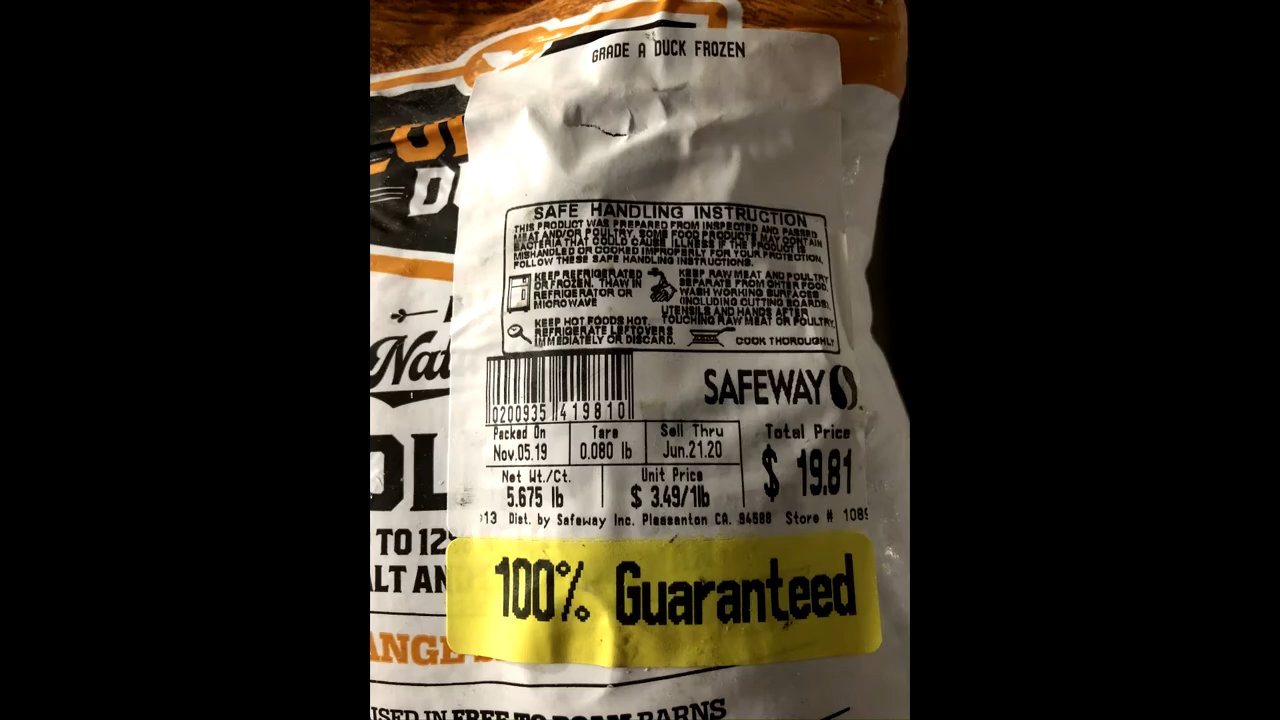 GRADE A DUCK FROZEN
SAFE HANDLING INSTRUCTION
THIS PRODUCT WAS PREPARED FROM INSPECTED AND PASSED
MEAT AND/OR POULTRY. SOME FOOD PRODUCTS MAY CONTAIN
BACTERIA THAT COULD CAUSE ILLNESS IF THE PRODUCT IS
MISHANDLED OR COOKED IMPROPERLY FOR YOUR PROTECTION,
FOLLOW THESE SAFE HANDLING INSTRUCTIONS.
KEEP REFRIGERATED
OR FROZEN. THAW IN
REFRIGERATOR OR
MICROWAVE
KEEP RAW MEAT AND POULTRY
SEPARATE FROM OHTER FOOD.
WASH WORKING SURFACES
(INCLUDING CUTTING BOARDS),
UTENSILS AND HANDS AFTER
TOUCHING RAW MEAT OR POULTRY.
KEEP HOT FOODS HOT.
REFRIGERATE LEFTOVERS
IMMEDIATELY OR DISCARD.
COOK THOROUGHLY
0200935 419810
SAFEWAY
Packed On
Nov.05.19
Tare
0.080 lb
Sell Thru
Jun.21.20
Total Price
$ 19.81
Net Wt./Ct.
5.675 lb
Unit Price
$ 3.49/1lb
13 Dist. by Safeway Inc. Pleasanton CA. 94588 Store # 1089
100% Guaranteed
Nat
OL
TO 12
ALT AN
ANGE
USED IN FREE TO ROAM BARNS